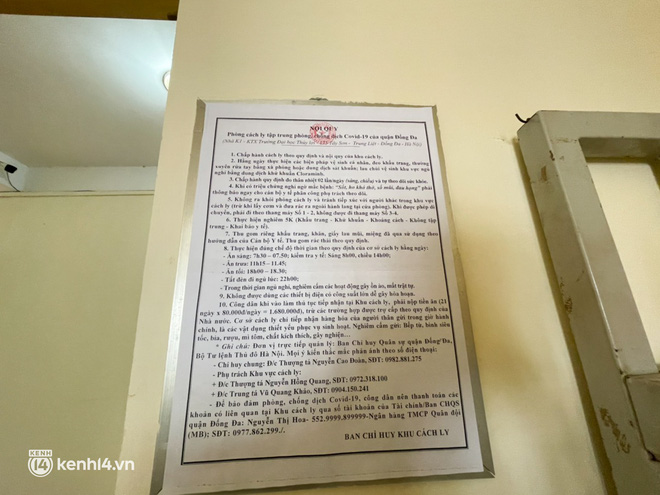 NỘI QUY
Phòng cách ly tập trung phòng, chống dịch Covid-19 của quận Đống Đa
(Nhà K1 - KTX Trường Đại học Thủy lợi - Tây Sơn - Trung Liệt - Đống Đa - Hà Nội)
1. Chấp hành cách ly theo quy định và nội quy của khu cách ly.
2. Hàng ngày thực hiện các biện pháp vệ sinh cá nhân, đeo khẩu trang, thường
xuyên rửa tay bằng xà phòng hoặc dung dịch sát khuẩn; lau chùi vệ sinh khu vực ngủ
nghỉ bằng dung dịch khử khuẩn Cloraminh.
3. Chấp hành quy định đo thân nhiệt 02 lần/ngày (sáng, chiều) và tự theo dõi sức khỏe.
4. Khi có triệu chứng nghi ngờ mắc bệnh: "Sốt, ho khó thở, sổ mũi, đau họng" phải
thông báo ngay cho cán bộ y tế phân công phụ trách theo dõi.
5. Không ra khỏi phòng cách ly và tránh tiếp xúc với người khác trong khu vực
cách ly (trừ khi lấy cơm và đưa rác ra ngoài hành lang tại cửa phòng). Khi được phép di
chuyển, phải đi theo thang máy Số 1 - 2, không được đi thang máy Số 3-4.
6. Thực hiện nghiêm 5K (Khẩu trang - Khử khuẩn - Khoảng cách - Không tập
trung - Khai báo y tế).
7. Thu gom riêng khẩu trang, khăn, giấy lau mũi, miệng đã qua sử dụng theo
hướng dẫn của Cán bộ Y tế. Thu gom rác thải theo quy định.
8. Thực hiện đúng chế độ thời gian theo quy định của cơ sở cách ly hằng ngày:
- Ăn sáng: 7h30 – 07.50; kiểm tra y tế: Sáng 8h00, chiều 14h00;
- Ăn trưa: 11h15 – 11.45;
- Ăn tối: 18h00 – 18.30;
- Tắt đèn đi ngủ lúc: 22h00;
- Trong thời gian ngủ nghỉ, nghiêm cấm các hoạt động gây ồn ào, mất trật tự.
9. Không được dùng các thiết bị điện có công suất lớn dễ gây hỏa hoạn.
10. Công dân khi vào làm thủ tục tiếp nhận tại Khu cách ly, phải nộp tiền ăn (21
ngày x 80.000đ/ngày = 1.680.000đ), trừ các trường hợp được trợ cấp theo quy định của
Nhà nước. Cơ sở cách ly chỉ tiếp nhận hàng hóa của người thân gửi trong giờ hành
chính, là các vật dụng thiết yếu phục vụ sinh hoạt. Nghiêm cấm gửi: Bếp từ, bình siêu
tốc, bia, rượu, mì tôm, chất kích thích, gây nghiện...
* Ghi chú: Đơn vị trực tiếp quản lý: Ban Chỉ huy Quân sự quận Đống Đa,
Bộ Tư lệnh Thủ đô Hà Nội. Mọi ý kiến thắc mắc phản ánh theo số điện thoại:
- Chỉ huy chung: Đ/c Thượng tá Nguyễn Cao Đoàn, SĐT: 0982.881.275
- Phụ trách Khu vực cách ly:
+ Đ/c Thượng tá Nguyễn Hồng Quang, SĐT: 0972.318.100
+ Đ/c Trung tá Vũ Quang Khảo, SĐT: 0904.150.241
- Để bảo đảm phòng, chống dịch Covid-19, công dân nên thanh toán các
khoản có liên quan tại Khu cách ly qua số tài khoản của Tài chính/Ban CHQS
quận Đống Đa: Nguyễn Thị Hoa- 552.9999.899999-Ngân hàng TMCP Quân đội
(MB); SĐT: 0977.862.299./.
BAN CHỈ HUY KHU CÁCH LY
KENH
14 kenh14.vn